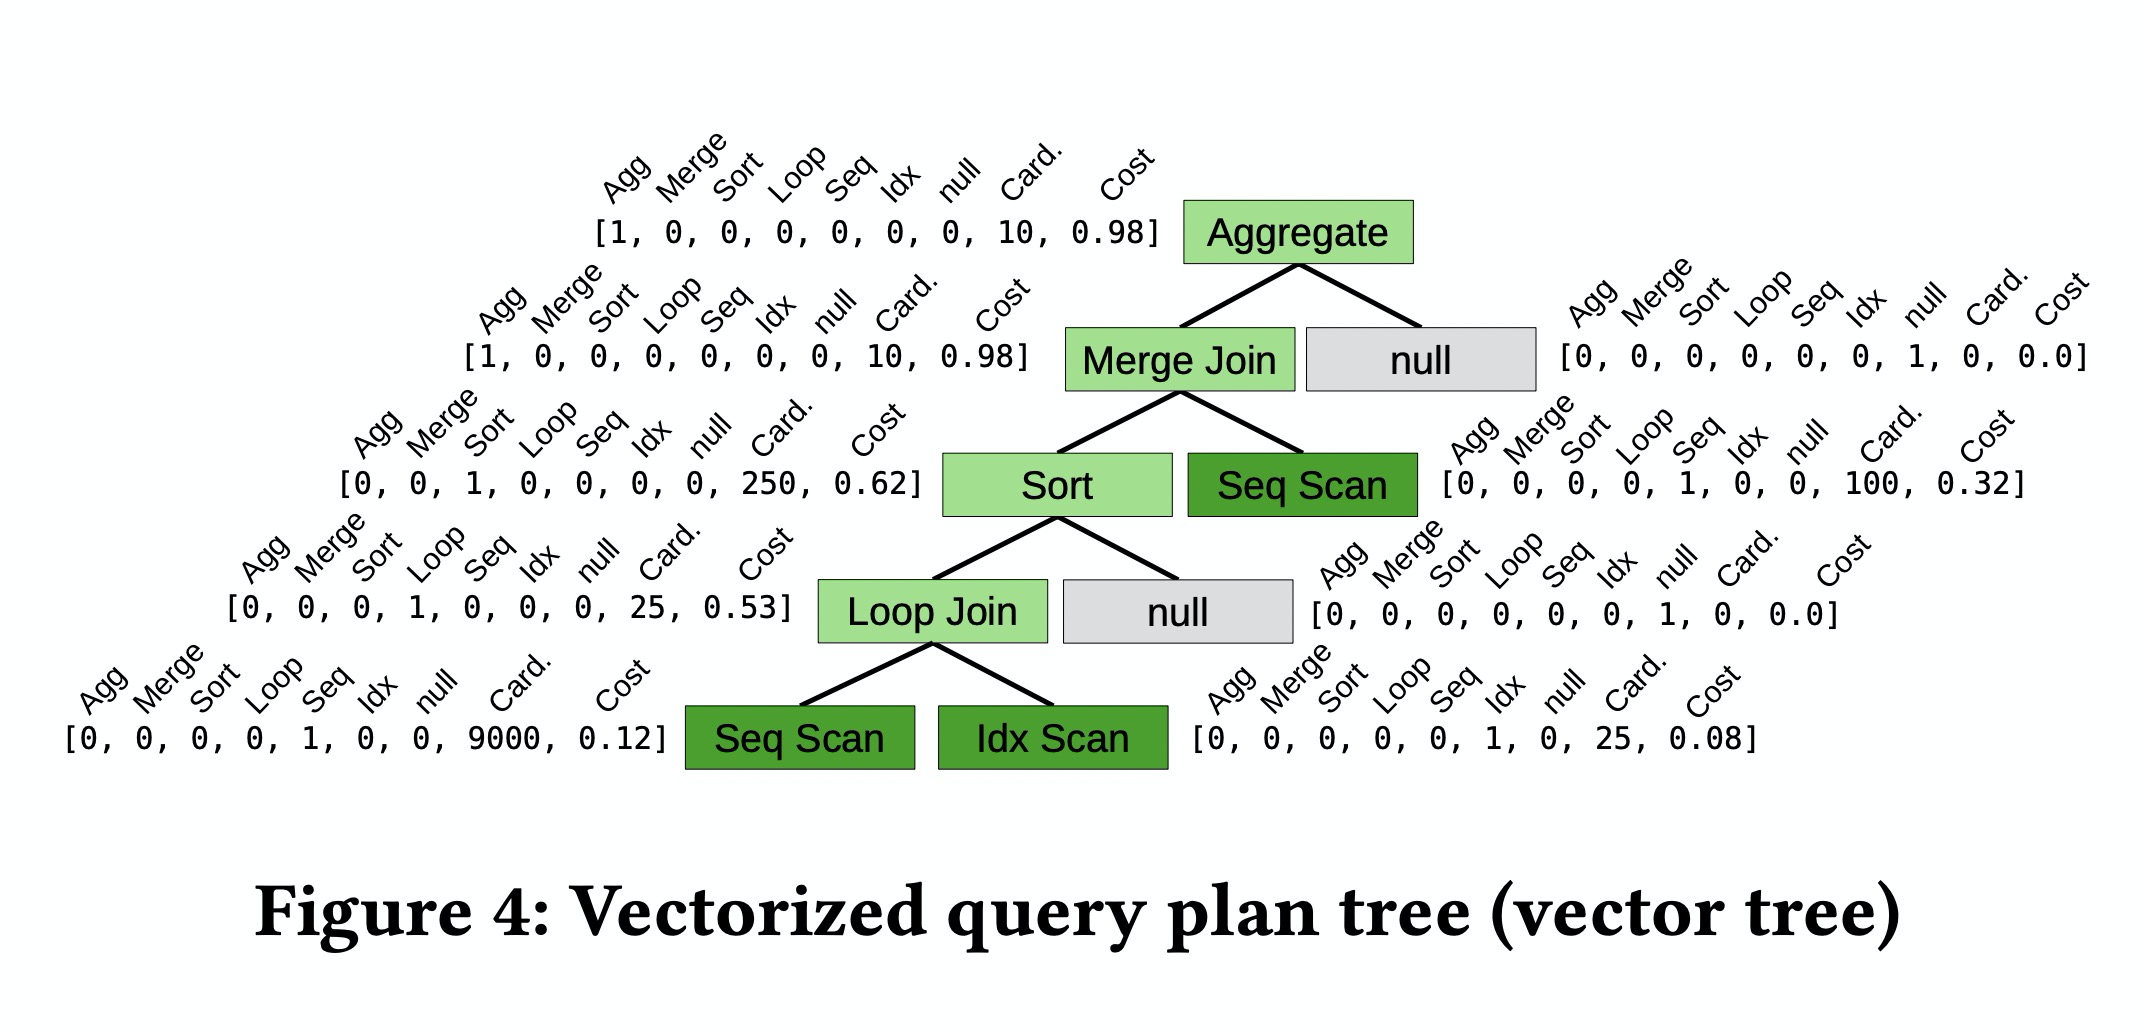 Agg Merge Sort Loop Seq Idx null Card. Cost
[1, 0, 0, 0, 0, 0, 0, 10, 0.98]
Aggregate
Agg Merge Sort Loop Seq Idx null Card. Cost
[1, 0, 0, 0, 0, 0, 0, 10, 0.98]
Merge Join
null
Agg Merge Sort Loop Seq Idx null Card. Cost
[0, 0, 0, 0, 0, 0, 1, 0, 0.0]
Agg Merge Sort Loop Seq Idx null Card. Cost
[0, 0, 1, 0, 0, 0, 0, 250, 0.62]
Sort
Seq Scan
Agg Merge Sort Loop Seq Idx null Card. Cost
[0, 0, 0, 0, 1, 0, 0, 100, 0.32]
Agg Merge Sort Loop Seq Idx null Card. Cost
[0, 0, 0, 1, 0, 0, 0, 25, 0.53]
Loop Join
null
Agg Merge Sort Loop Seq Idx null Card. Cost
[0, 0, 0, 0, 0, 0, 1, 0, 0.0]
Agg Merge Sort Loop Seq Idx null Card. Cost
[0, 0, 0, 0, 1, 0, 0, 9000, 0.12]
Seq Scan
Idx Scan
Agg Merge Sort Loop Seq Idx null Card. Cost
[0, 0, 0, 0, 0, 1, 0, 25, 0.08]
Figure 4: Vectorized query plan tree (vector tree)